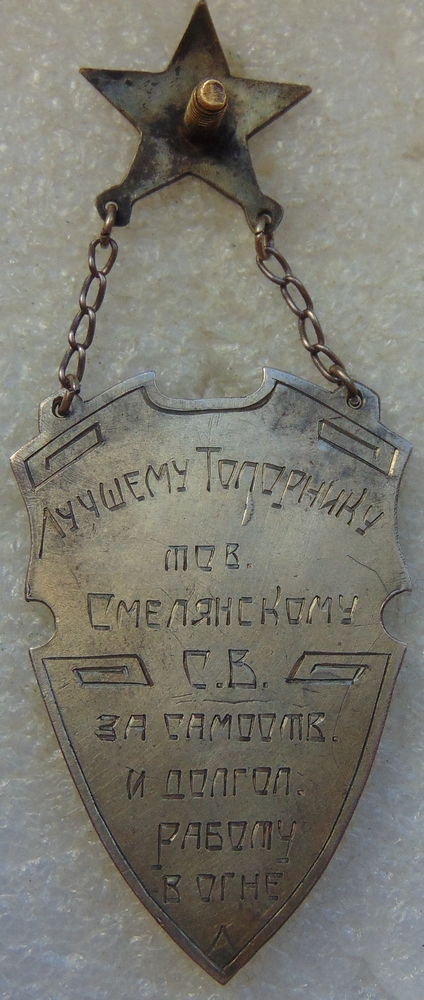 Лучшему Топорнику
тов.
Смелянскому
С.В.
за самоотв.
и долгол.
работу
в огне